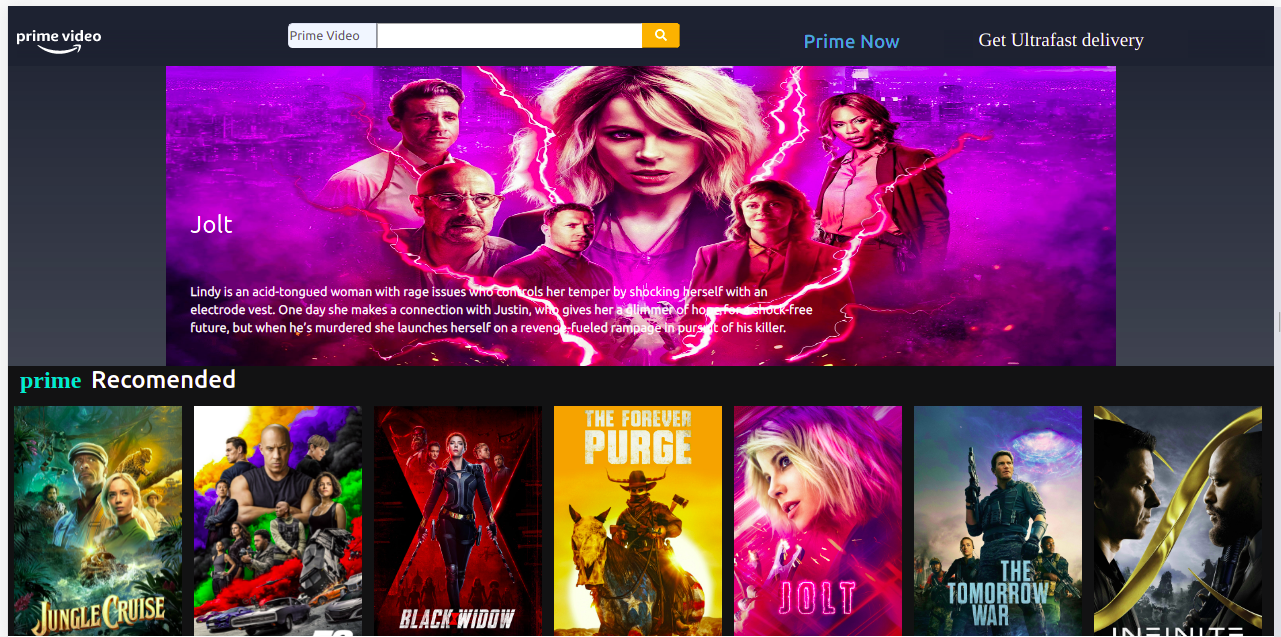 prime video
Prime Video
Prime Now
Get Ultrafast delivery
Jolt
Lindy is an acid-tongued woman with rage issues who controls her temper by shocking herself with an
electrode vest. One day she makes a connection with Justin, who gives her a glimmer of hope for a shock-free
future, but when he's murdered she launches herself on a revenge-fueled rampage in pursuit of his killer.
prime Recomended
JUNGLE CRUISE
BLACK WIDOW
THE FOREVER
PURGE
JOLT
THE
TOMORROW
WAR
INFINITE